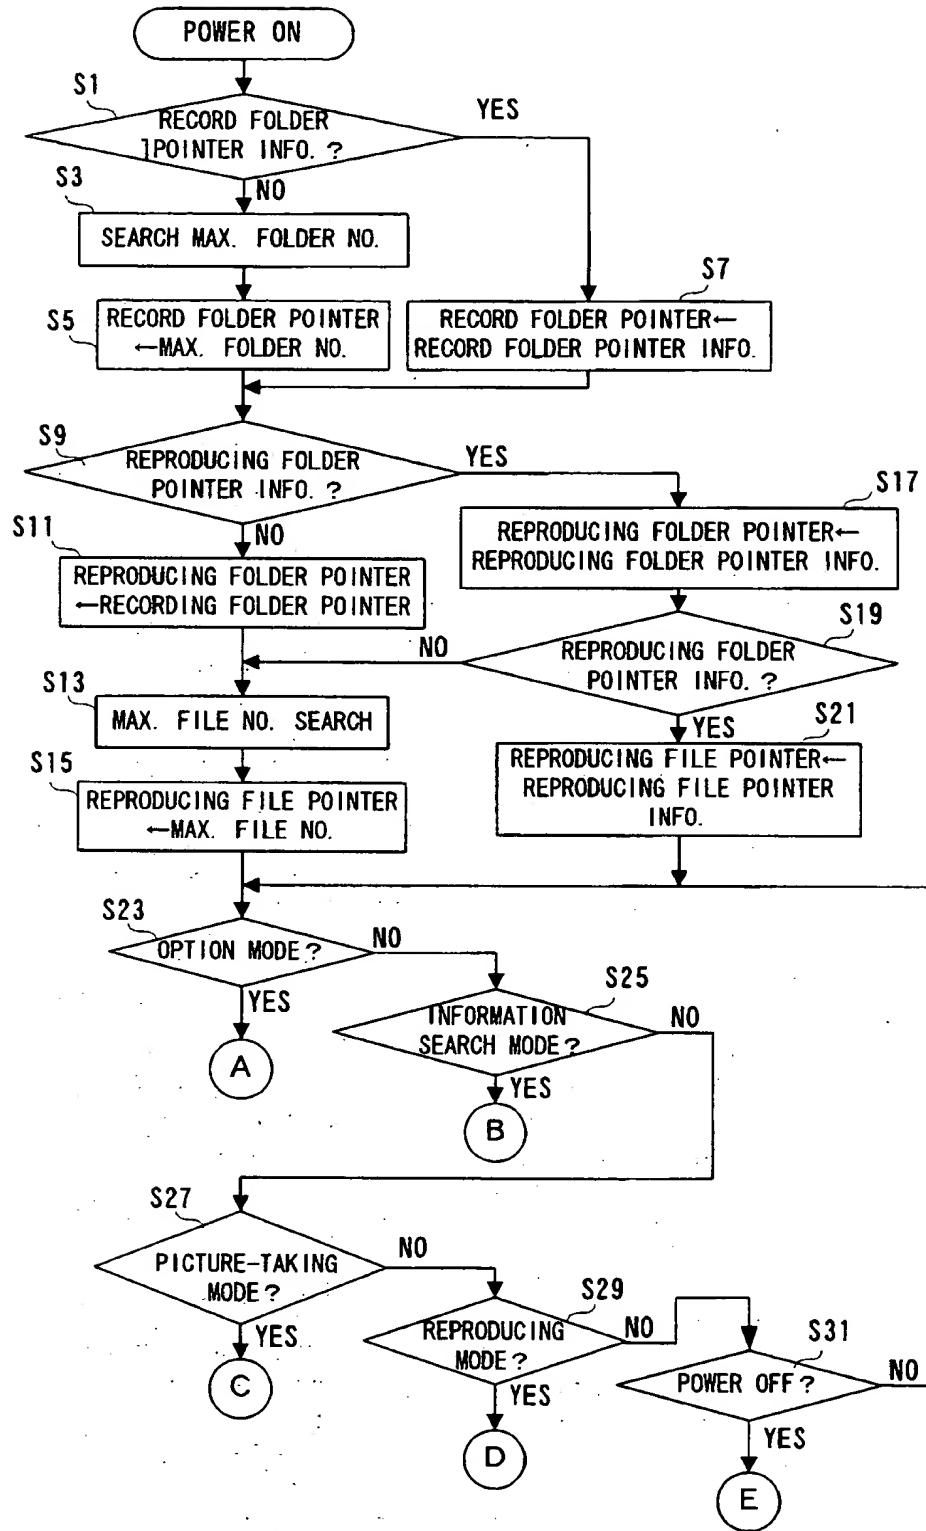 POWER ON
S1
RECORD FOLDER
]POINTER INFO. ?
YES
NO
S3
SEARCH MAX. FOLDER NO.
S5
RECORD FOLDER POINTER
←MAX. FOLDER NO.
S7
RECORD FOLDER POINTER←
RECORD FOLDER POINTER INFO.
S9
REPRODUCING FOLDER
POINTER INFO. ?
YES
NO
S11
REPRODUCING FOLDER POINTER
←RECORDING FOLDER POINTER
S17
REPRODUCING FOLDER POINTER←
REPRODUCING FOLDER POINTER INFO.
S19
REPRODUCING FOLDER
POINTER INFO. ?
NO
YES
S13
MAX. FILE NO. SEARCH
S21
REPRODUCING FILE POINTER←
REPRODUCING FILE POINTER
INFO.
S15
REPRODUCING FILE POINTER
←MAX. FILE NO.
S23
OPTION MODE?
NO
YES
A
S25
INFORMATION
SEARCH MODE?
NO
YES
B
S27
PICTURE-TAKING
MODE?
NO
YES
C
S29
REPRODUCING
MODE?
NO
YES
D
S31
POWER OFF?
NO
YES
E